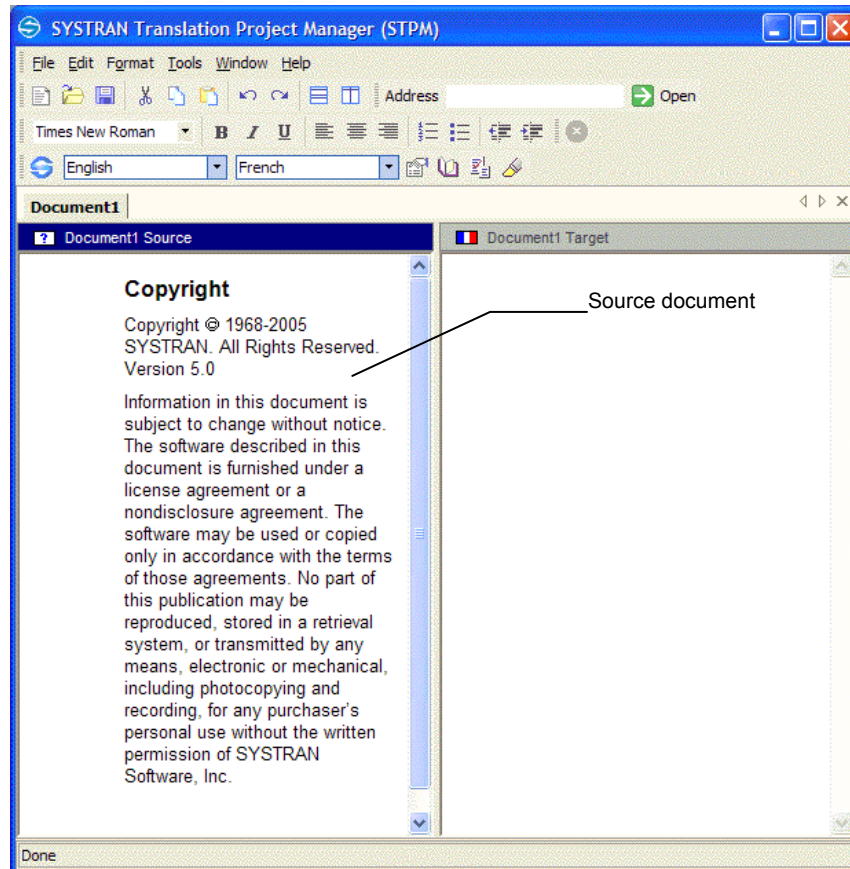 SYSTRAN Translation Project Manager (STPM)
File Edit Format Tools Window Help
Address Open
Times New Roman B I U
English French
Document1
? Document1 Source Document1 Target
Copyright
Copyright © 1968-2005
SYSTRAN. All Rights Reserved.
Version 5.0
Source document
Information in this document is
subject to change without notice.
The software described in this
document is furnished under a
license agreement or a
nondisclosure agreement. The
software may be used or copied
only in accordance with the terms
of those agreements. No part of
this publication may be
reproduced, stored in a retrieval
system, or transmitted by any
means, electronic or mechanical,
including photocopying and
recording, for any purchaser's
personal use without the written
permission of SYSTRAN
Software, Inc.
Done